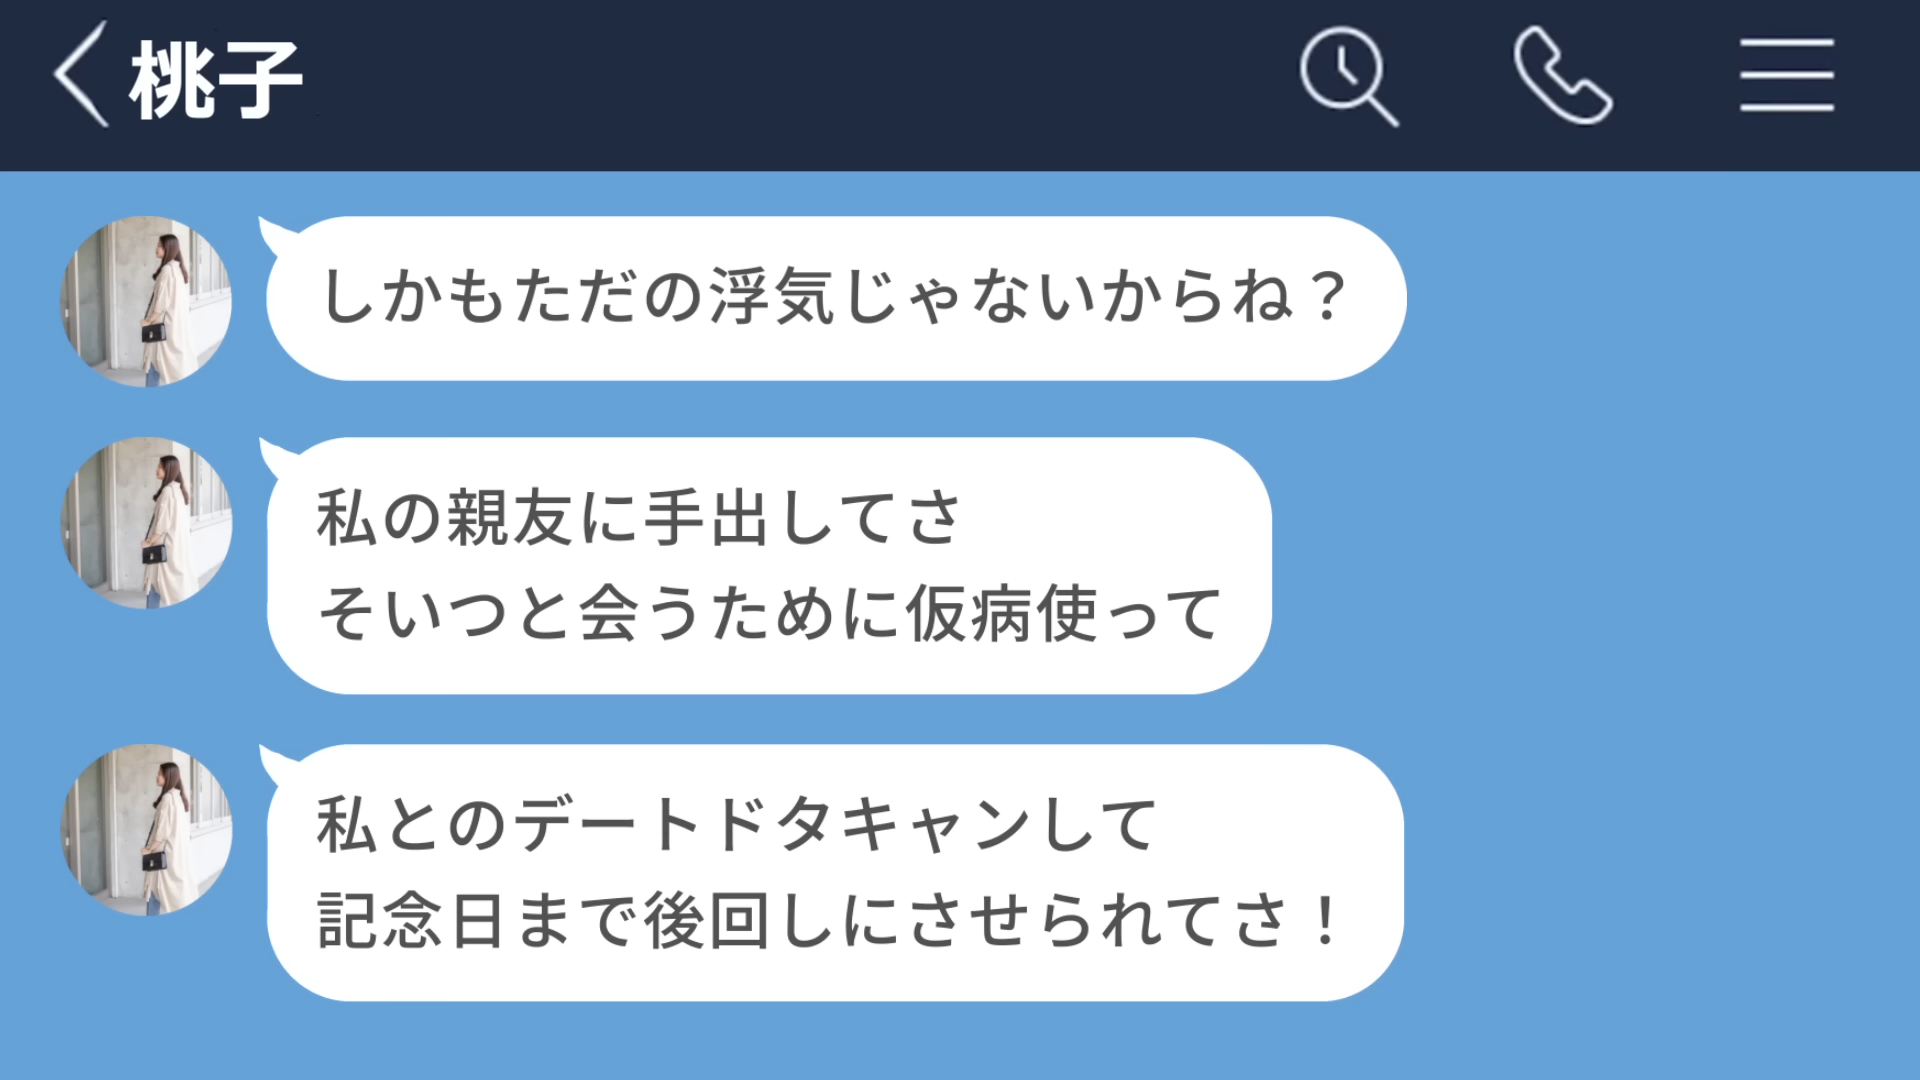 桃子
しかもただの浮気じゃないからね？
私の親友に手出してさ
そいつと会うために仮病使って
私とのデートドタキャンして
記念日まで後回しにさせられてさ！